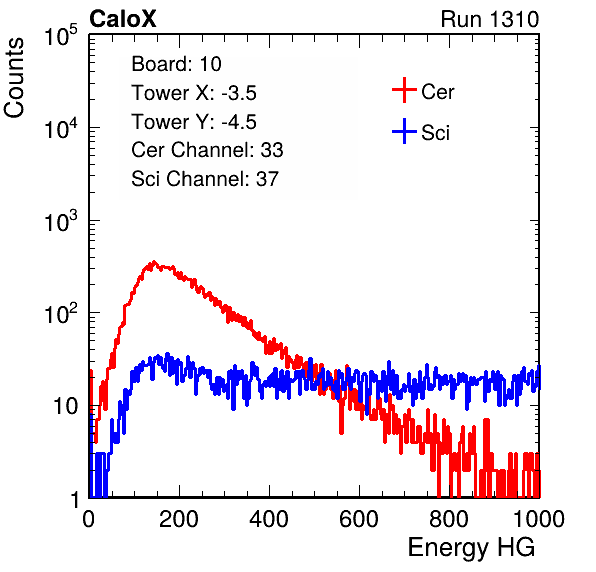 CaloX Run 1310
Counts
10^5
10^4
10^3
10^2
10
1
Board: 10
Tower X: -3.5
Tower Y: -4.5
Cer Channel: 33
Sci Channel: 37
Cer
Sci
0 200 400 600 800 1000
Energy HG